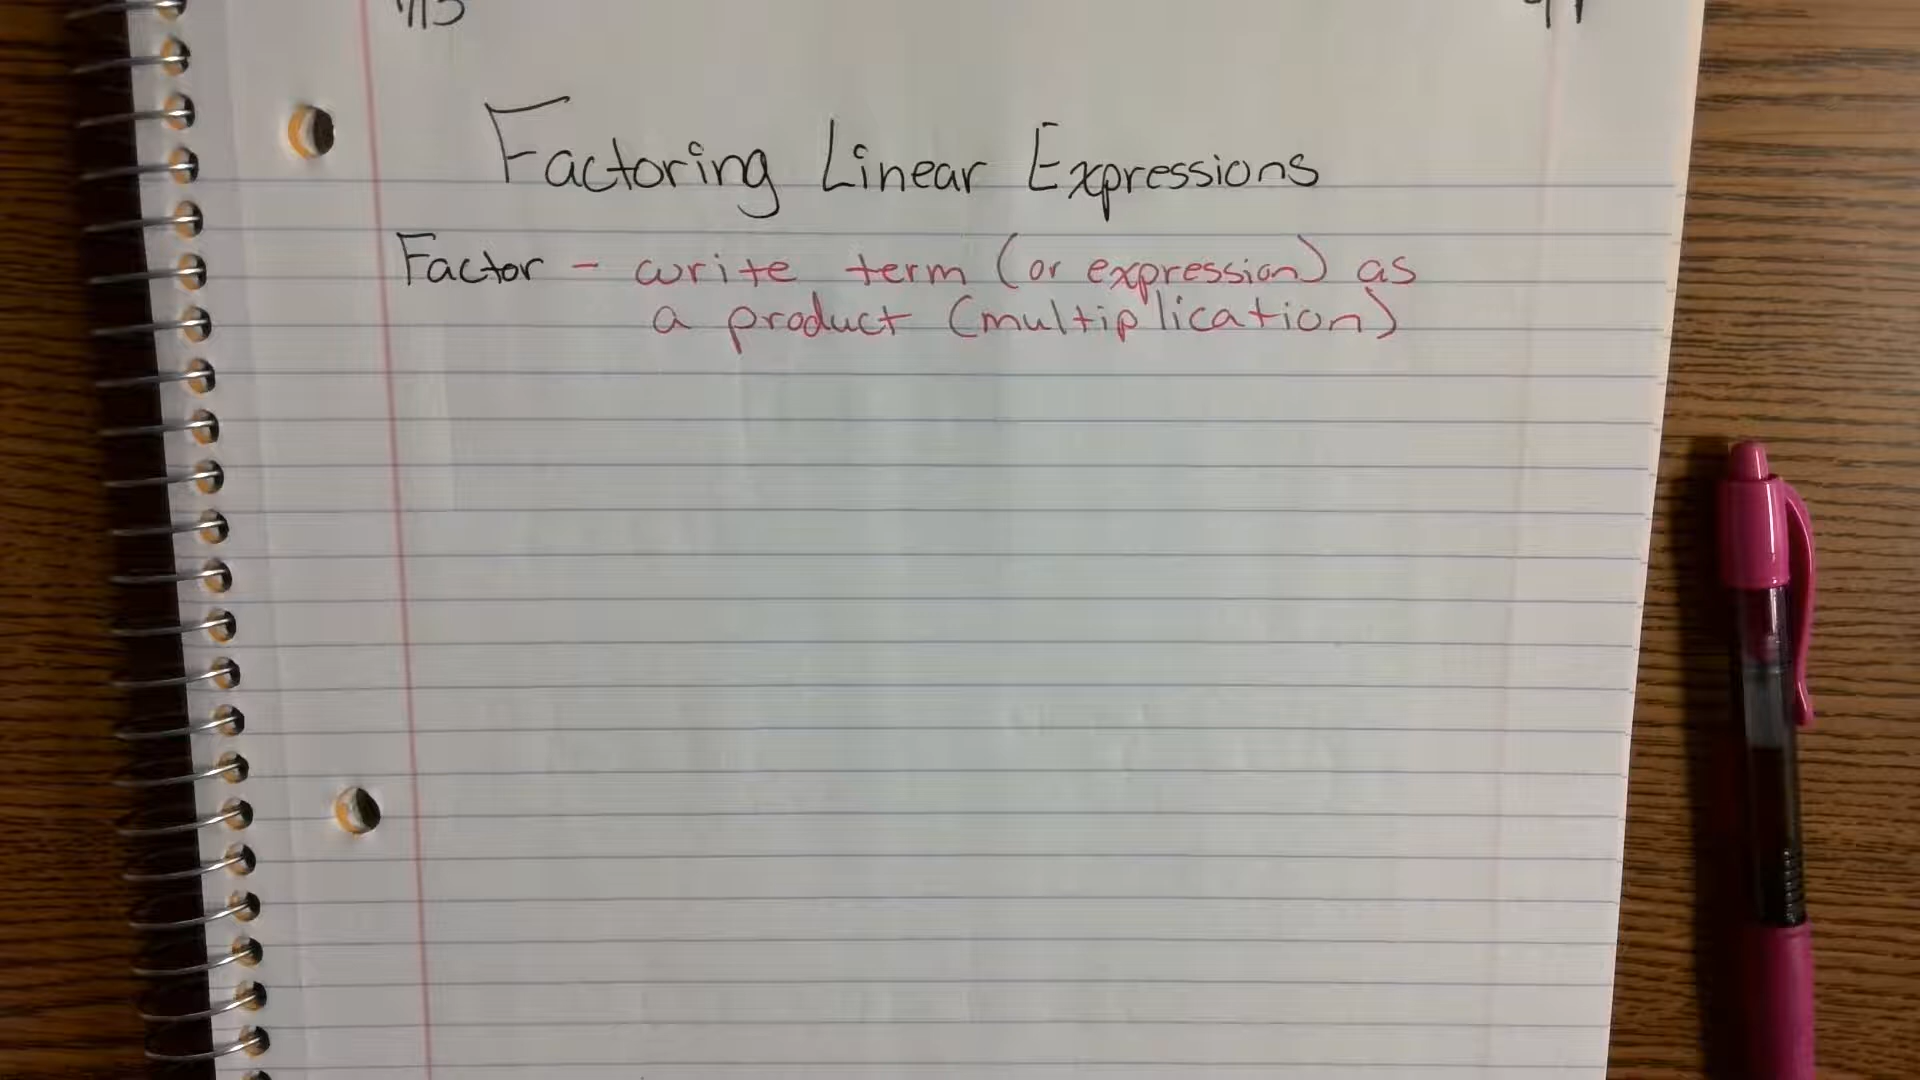 Factoring Linear Expressions
Factor - write term (or expression) as
a product (multiplication)